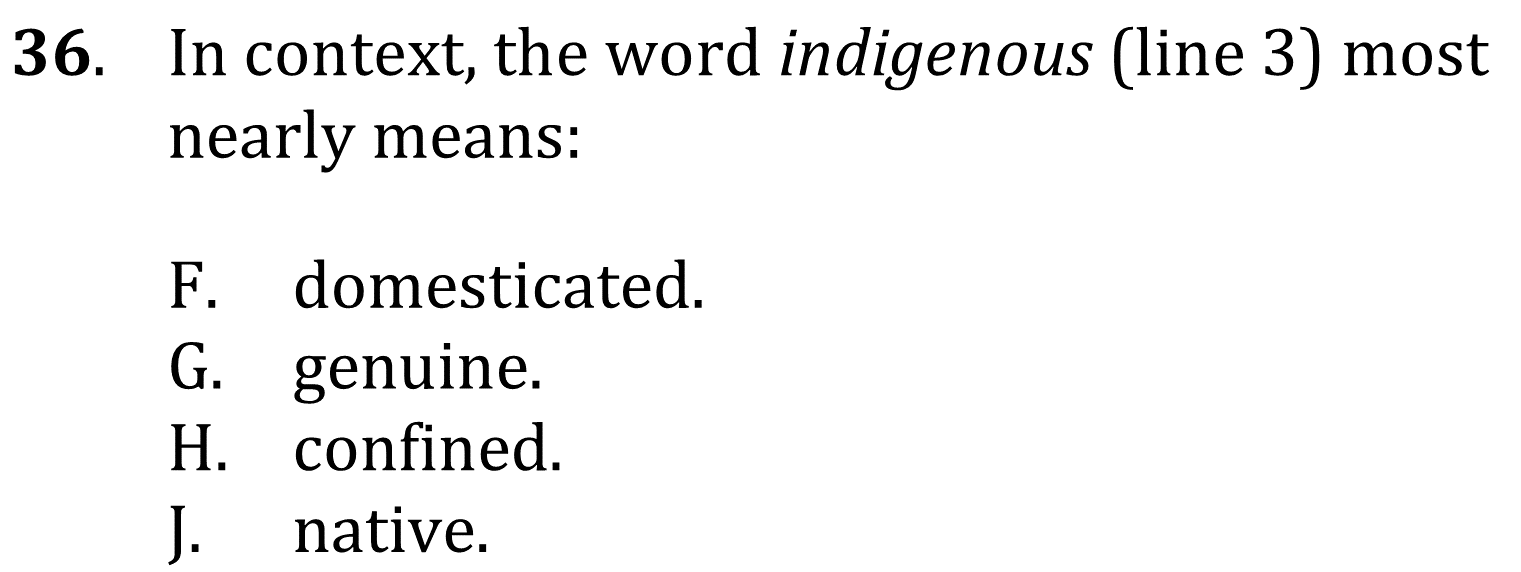 36. In context, the word indigenous (line 3) most
nearly means:
F. domesticated.
G. genuine.
H. confined.
J. native.